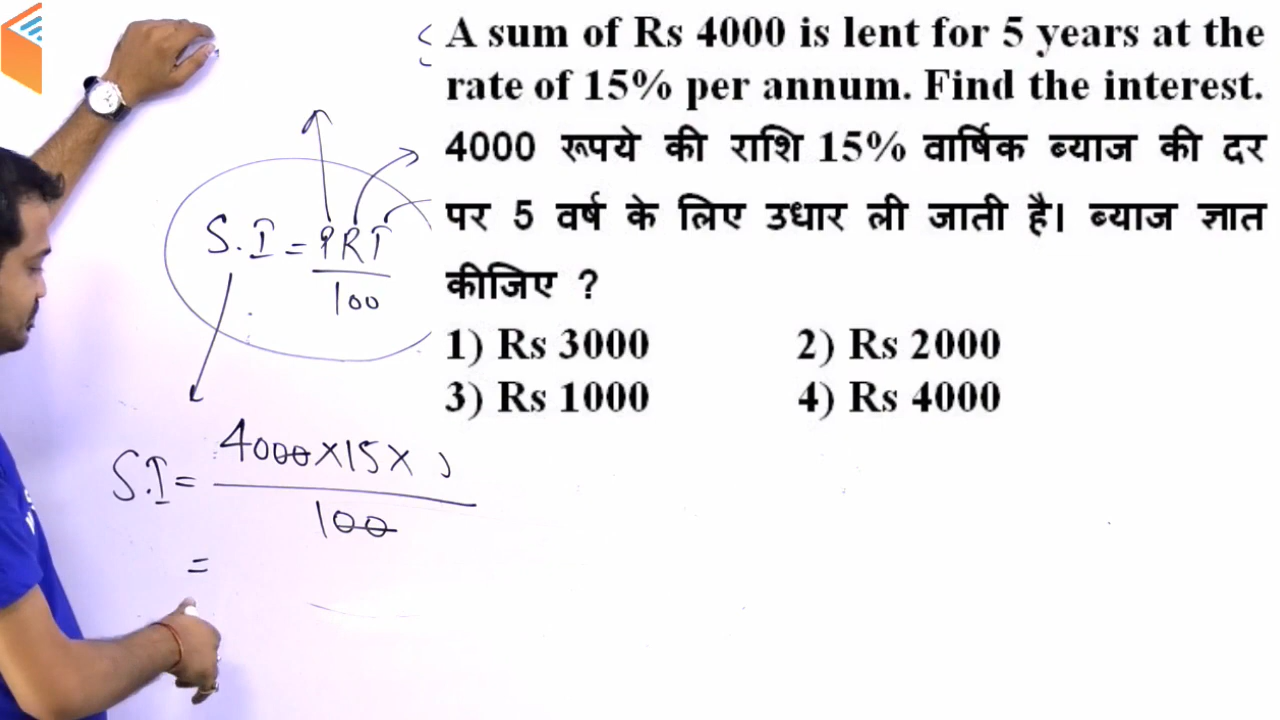 A sum of Rs 4000 is lent for 5 years at the
rate of 15% per annum. Find the interest.
4000 रूपये की राशि 15% वार्षिक ब्याज की दर
पर 5 वर्ष के लिए उधार ली जाती है। ब्याज ज्ञात
कीजिए ?
1) Rs 3000 2) Rs 2000
3) Rs 1000 4) Rs 4000
S.I = PRT
100
S.I = 4000×15×
100
=